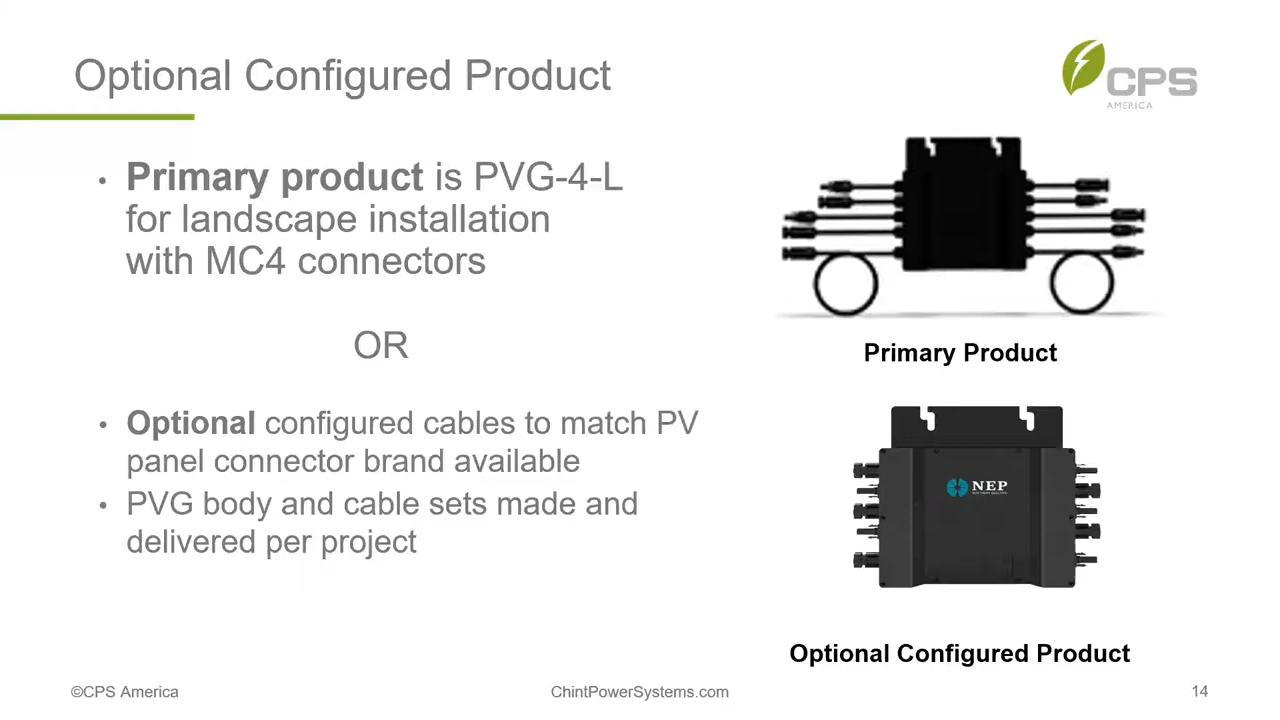 Optional Configured Product
CPS
AMERICA
• Primary product is PVG-4-L
for landscape installation
with MC4 connectors
OR
• Optional configured cables to match PV
panel connector brand available
• PVG body and cable sets made and
delivered per project
Primary Product
NEP
Optional Configured Product
©CPS America
ChintPowerSystems.com
14